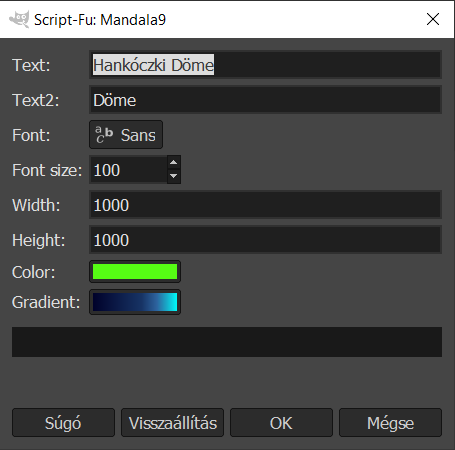 Script-Fu: Mandala9
Text: Hankóczki Döme
Text2: Döme
Font: Sans
Font size: 100
Width: 1000
Height: 1000
Color:
Gradient:
Súgó Visszaállítás OK Mégse